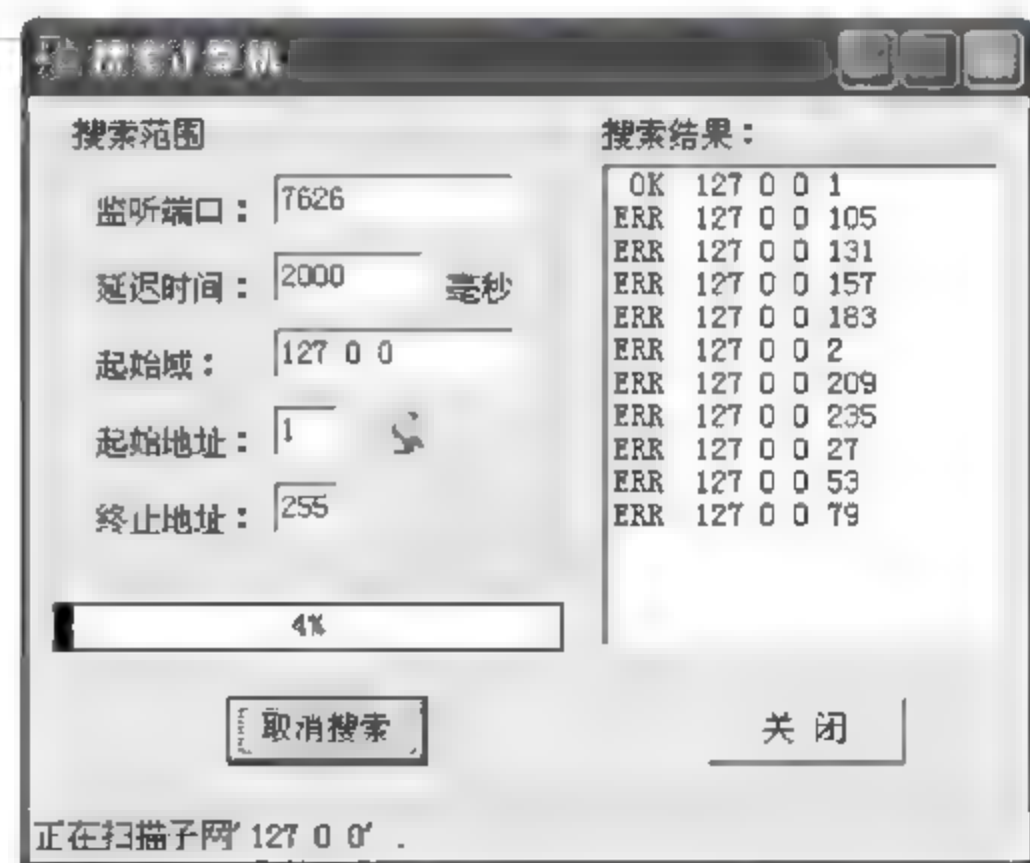 搜索计算机
搜索范围
监听端口： 7626
延迟时间： 2000 毫秒
起始域： 127 0 0
起始地址： 1
终止地址： 255
4%
取消搜索
搜索结果：
OK 127 0 0 1
ERR 127 0 0 105
ERR 127 0 0 131
ERR 127 0 0 157
ERR 127 0 0 183
ERR 127 0 0 2
ERR 127 0 0 209
ERR 127 0 0 235
ERR 127 0 0 27
ERR 127 0 0 53
ERR 127 0 0 79
关 闭
正在扫描子网' 127 0 0' .